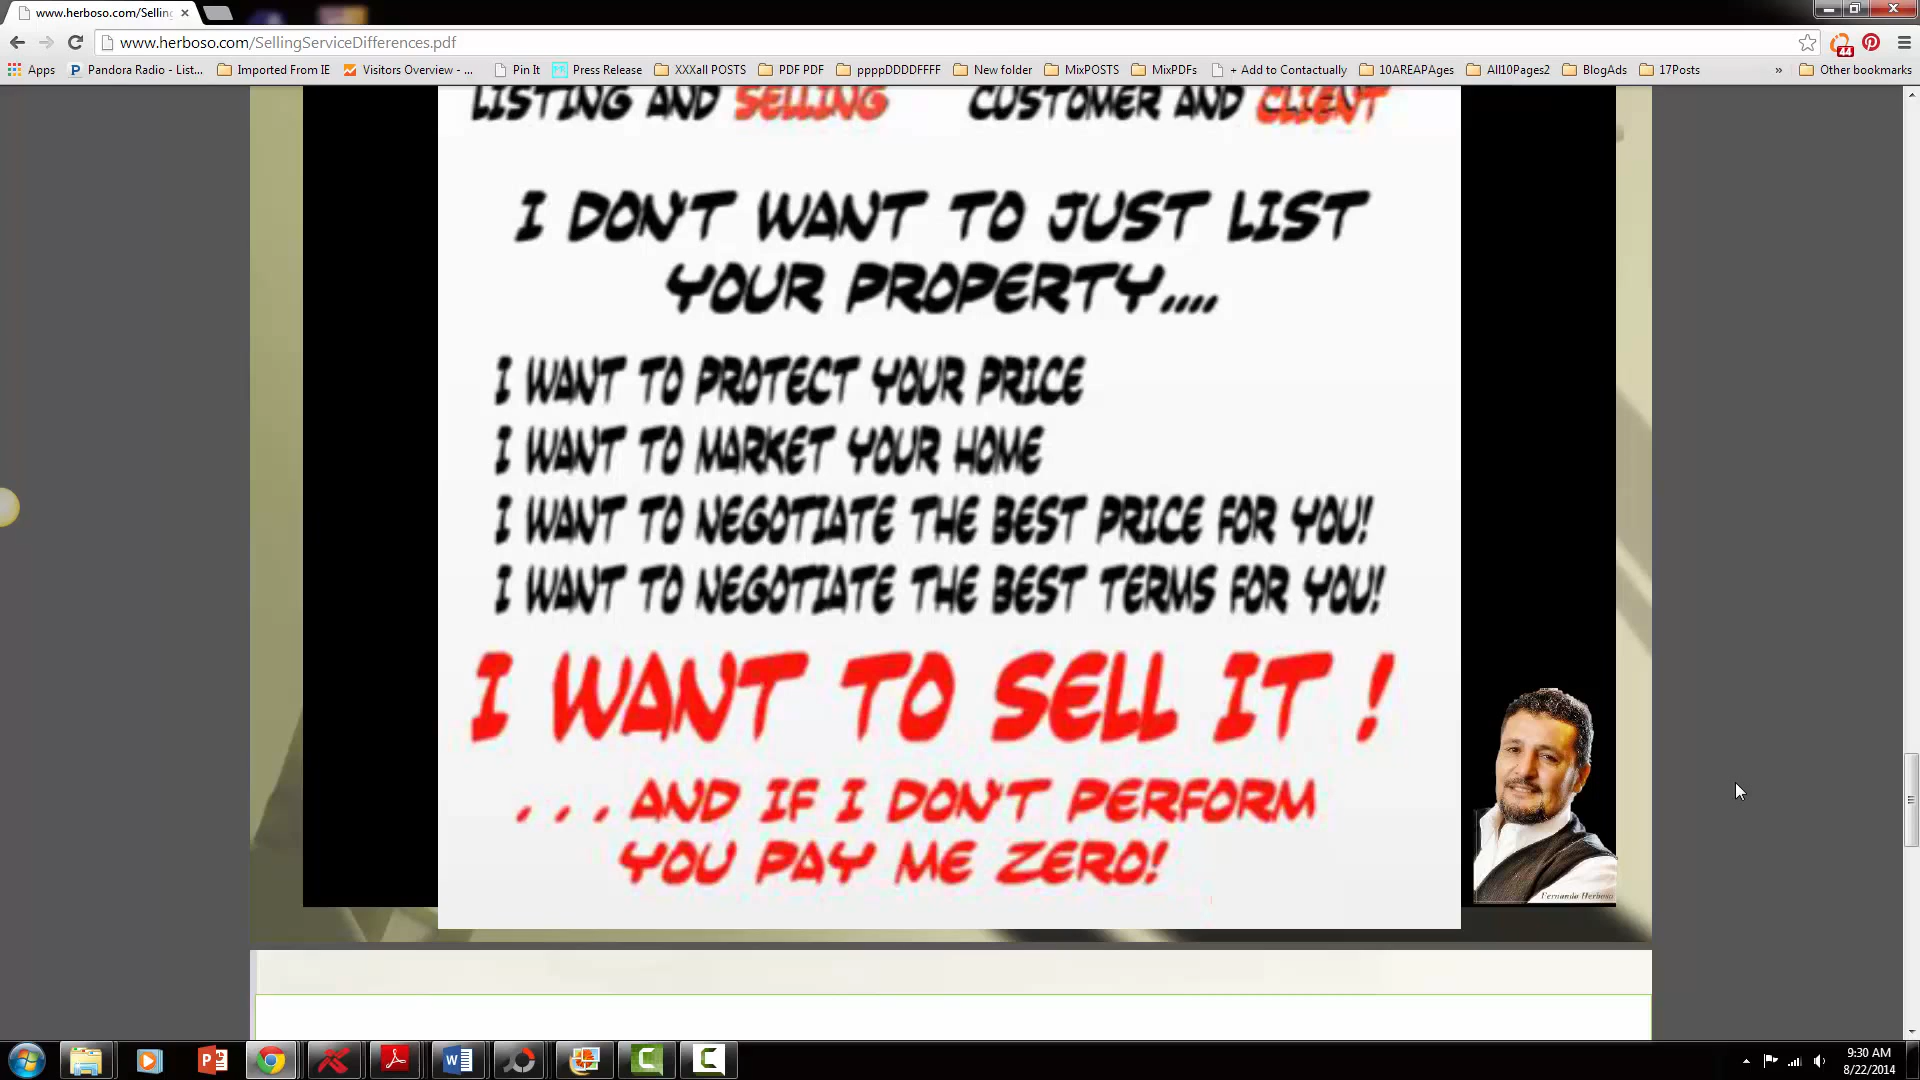 www.herboso.com/Selling
www.herboso.com/SellingServiceDifferences.pdf
44
Apps Pandora Radio - List... Imported From IE Visitors Overview - ... Pin It Press Release XXXall POSTS PDF PDF ppppDDDDFFFF New folder MixPOSTS MixPDFs + Add to Contactually 10AREAPAges All10Pages2 BlogAds 17Posts » Other bookmarks
LISTING AND SELLING CUSTOMER AND CLIENT
I DON'T WANT TO JUST LIST
YOUR PROPERTY....
I WANT TO PROTECT YOUR PRICE
I WANT TO MARKET YOUR HOME
I WANT TO NEGOTIATE THE BEST PRICE FOR YOU!
I WANT TO NEGOTIATE THE BEST TERMS FOR YOU!
I WANT TO SELL IT !
. . . AND IF I DON'T PERFORM
YOU PAY ME ZERO!
Fernando Herboso
9:30 AM
8/22/2014